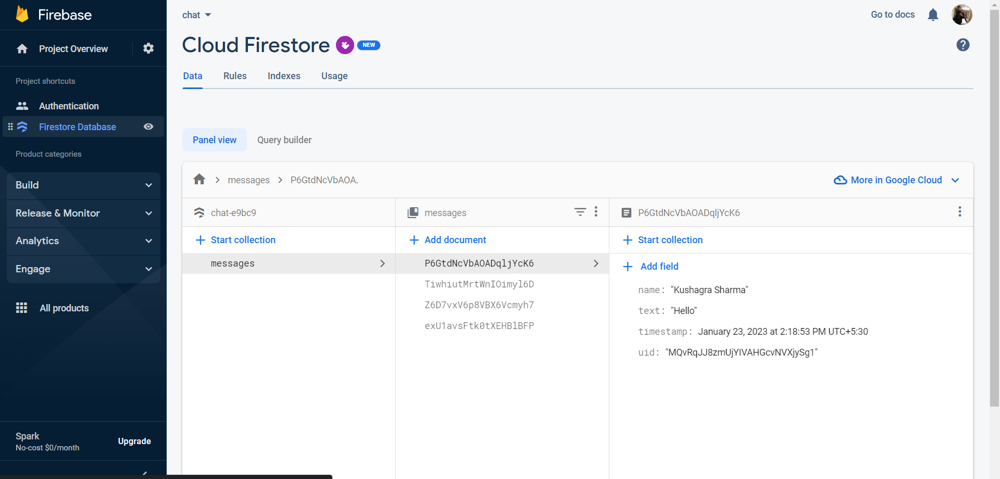 Firebase
Project Overview
Project shortcuts
Authentication
Firestore Database
Product categories
Build
Release & Monitor
Analytics
Engage
All products
Spark
No-cost $0/month
Upgrade
chat
Go to docs
Cloud Firestore
NEW
Data Rules Indexes Usage
Panel view Query builder
messages P6GtdNcVbAOA.
More in Google Cloud
chat-e9bc9
Start collection
messages
messages
Add document
P6GtdNcVbAOADqljYcK6
TiwhiutMrtWnIOimyl6D
Z6D7vxV6p8VBX6Vcmyh7
exU1avsFtk0tXEHBlBFP
P6GtdNcVbAOADqljYcK6
Start collection
Add field
name: "Kushagra Sharma"
text: "Hello"
timestamp: January 23, 2023 at 2:18:53 PM UTC+5:30
uid: "MQvRqJJ8zmUjYIVAHGcvNVXjySg1"